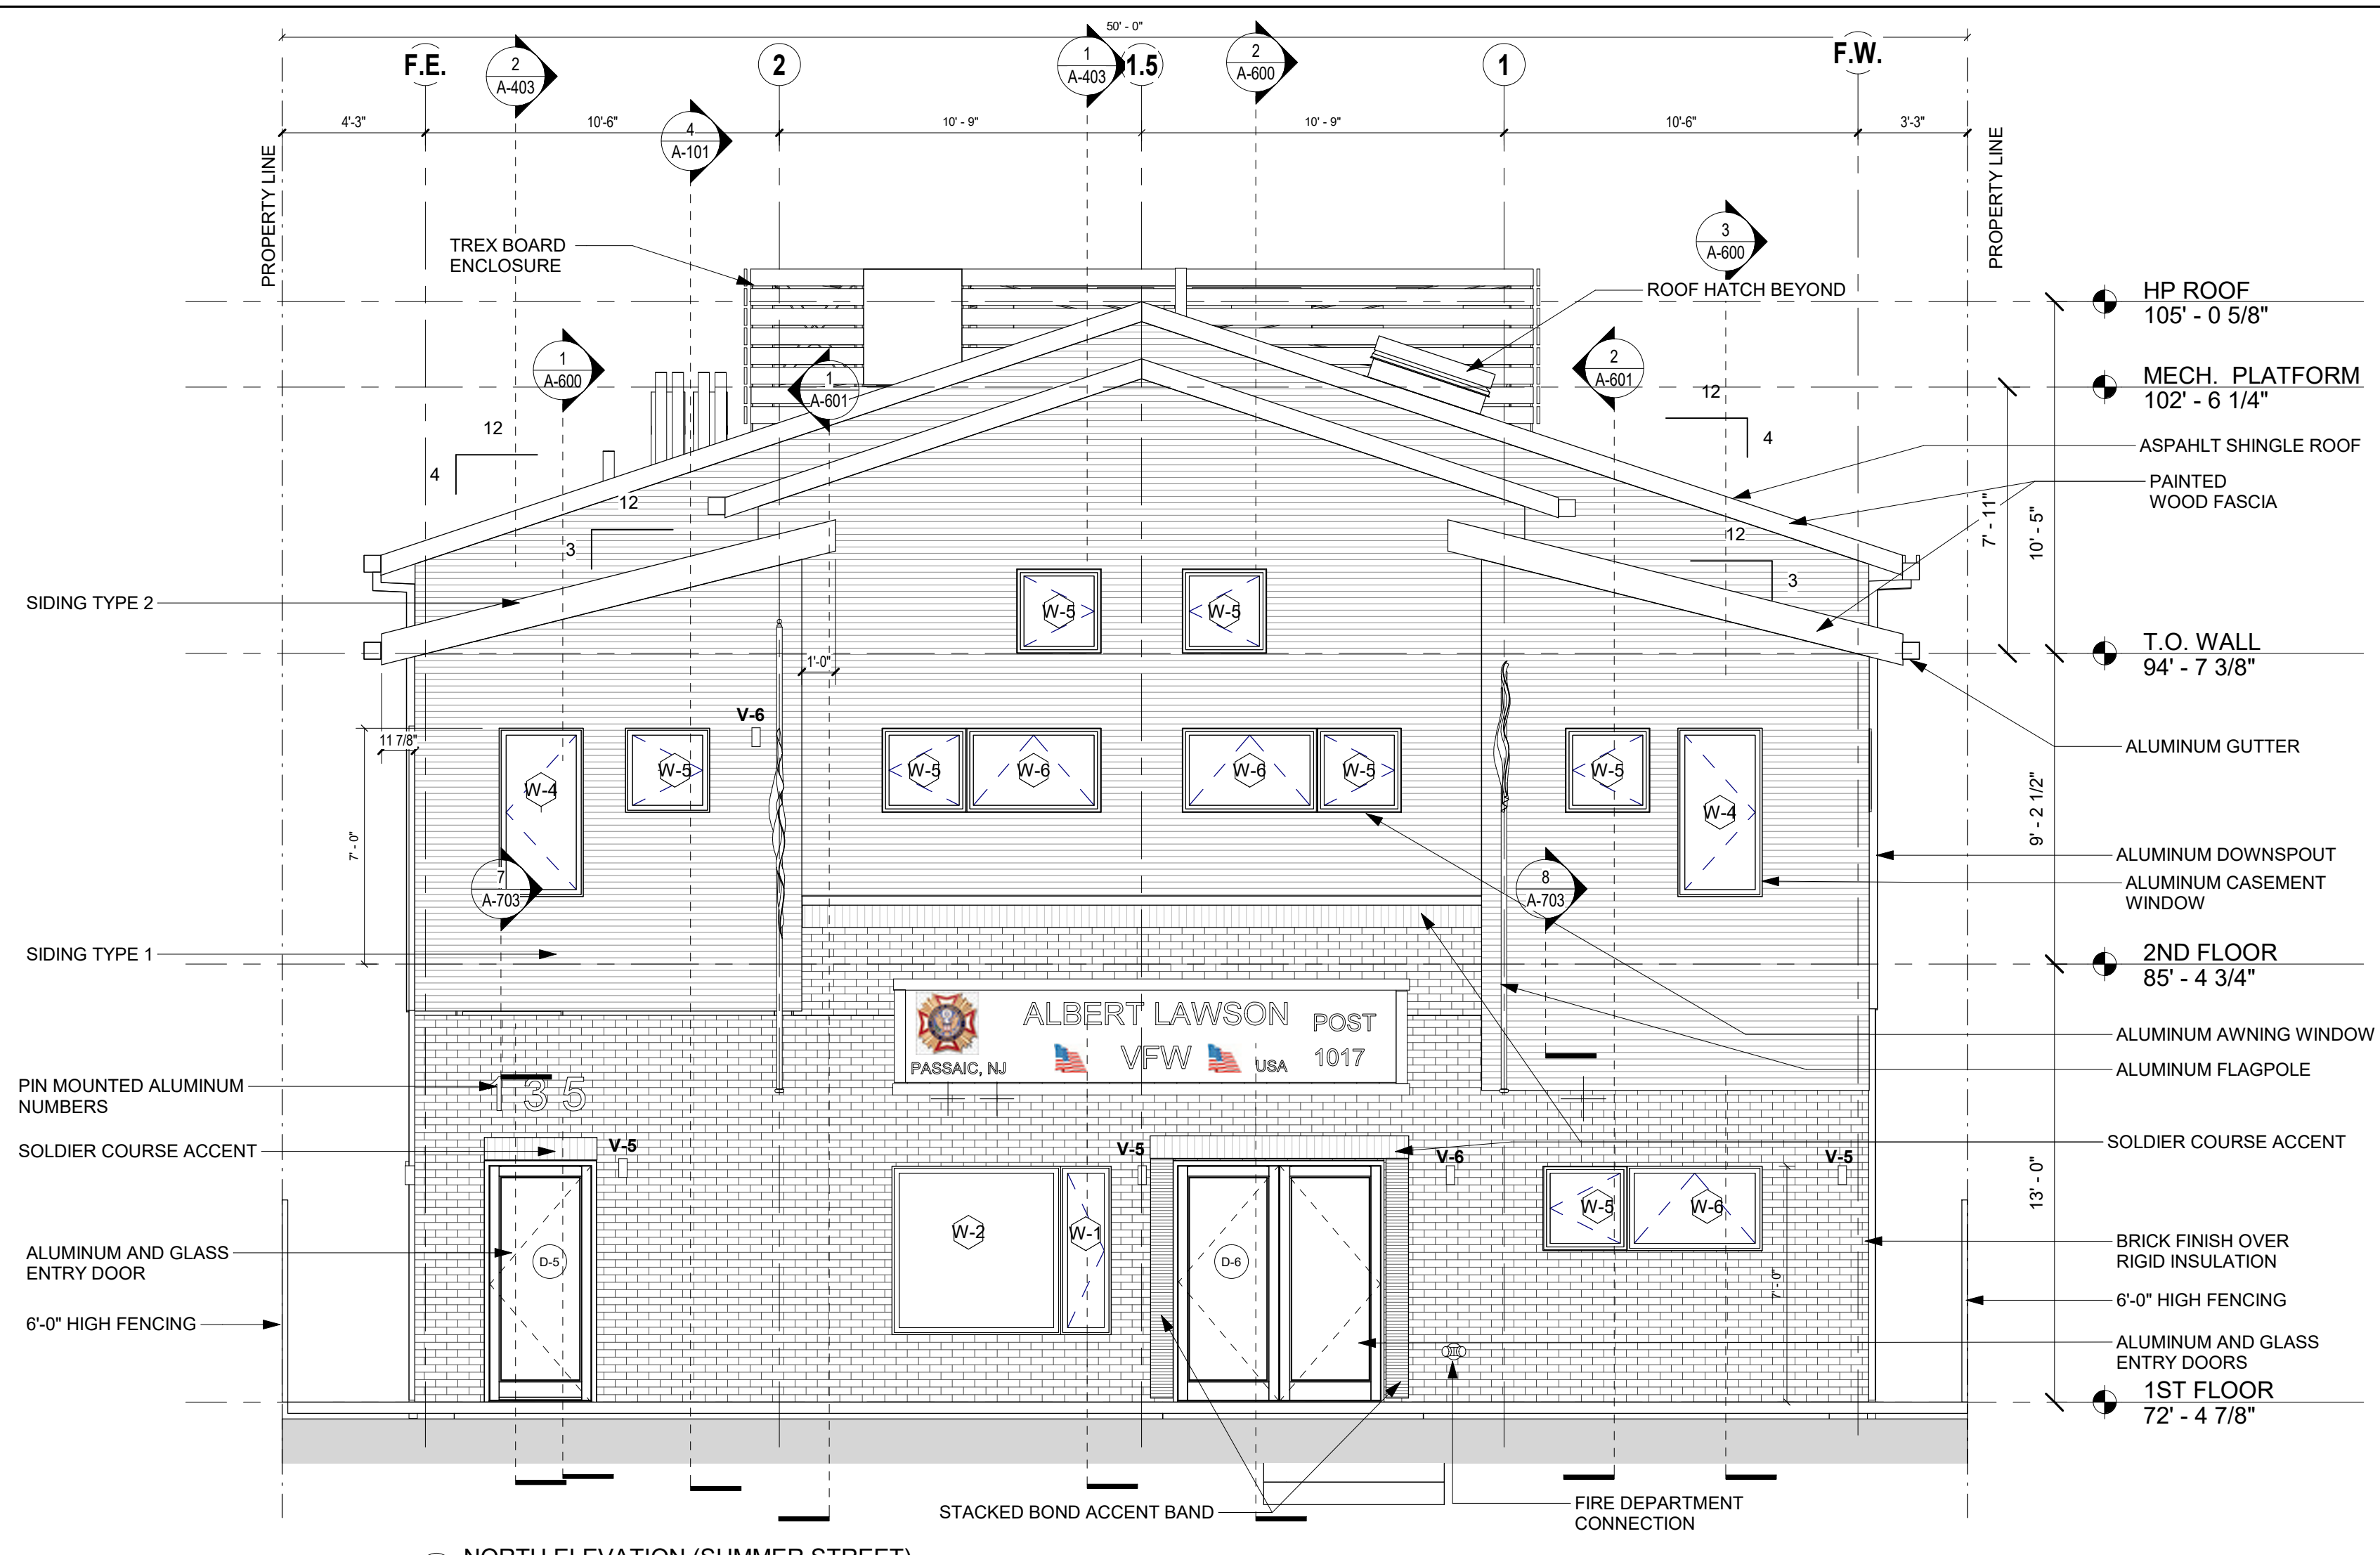 50' - 0"
F.E.
2
A-403
2
1
A-403
1.5
2
A-600
1
F.W.
4'-3"
10'-6"
10' - 9"
10' - 9"
10'-6"
3'-3"
4
A-101
PROPERTY LINE
PROPERTY LINE
TREX BOARD
ENCLOSURE
3
A-600
ROOF HATCH BEYOND
HP ROOF
105' - 0 5/8"
1
A-600
1
A-601
2
A-601
MECH.  PLATFORM
102' - 6 1/4"
12
4
12
4
ASPAHLT SHINGLE ROOF
PAINTED
WOOD FASCIA
12
3
12
3
7' - 11"
10' - 5"
SIDING TYPE 2
W-5
W-5
T.O. WALL
94' - 7 3/8"
1'-0"
V-6
11 7/8"
ALUMINUM GUTTER
W-4
W-5
W-5
W-6
W-6
W-5
W-5
W-4
7' - 0"
9' - 2 1/2"
ALUMINUM DOWNSPOUT
7
A-703
8
A-703
ALUMINUM CASEMENT
WINDOW
SIDING TYPE 1
2ND FLOOR
85' - 4 3/4"
ALBERT LAWSON
POST
VFW
1017
PASSAIC, NJ
USA
ALUMINUM AWNING WINDOW
ALUMINUM FLAGPOLE
PIN MOUNTED ALUMINUM
NUMBERS
135
SOLDIER COURSE ACCENT
V-5
V-5
V-6
V-5
SOLDIER COURSE ACCENT
13' - 0"
W-2
W-1
W-5
W-6
D-5
D-6
ALUMINUM AND GLASS
ENTRY DOOR
BRICK FINISH OVER
RIGID INSULATION
7' - 0"
6'-0" HIGH FENCING
6'-0" HIGH FENCING
ALUMINUM AND GLASS
ENTRY DOORS
1ST FLOOR
72' - 4 7/8"
STACKED BOND ACCENT BAND
FIRE DEPARTMENT
CONNECTION
NORTH ELEVATION (SUMMER STREET)